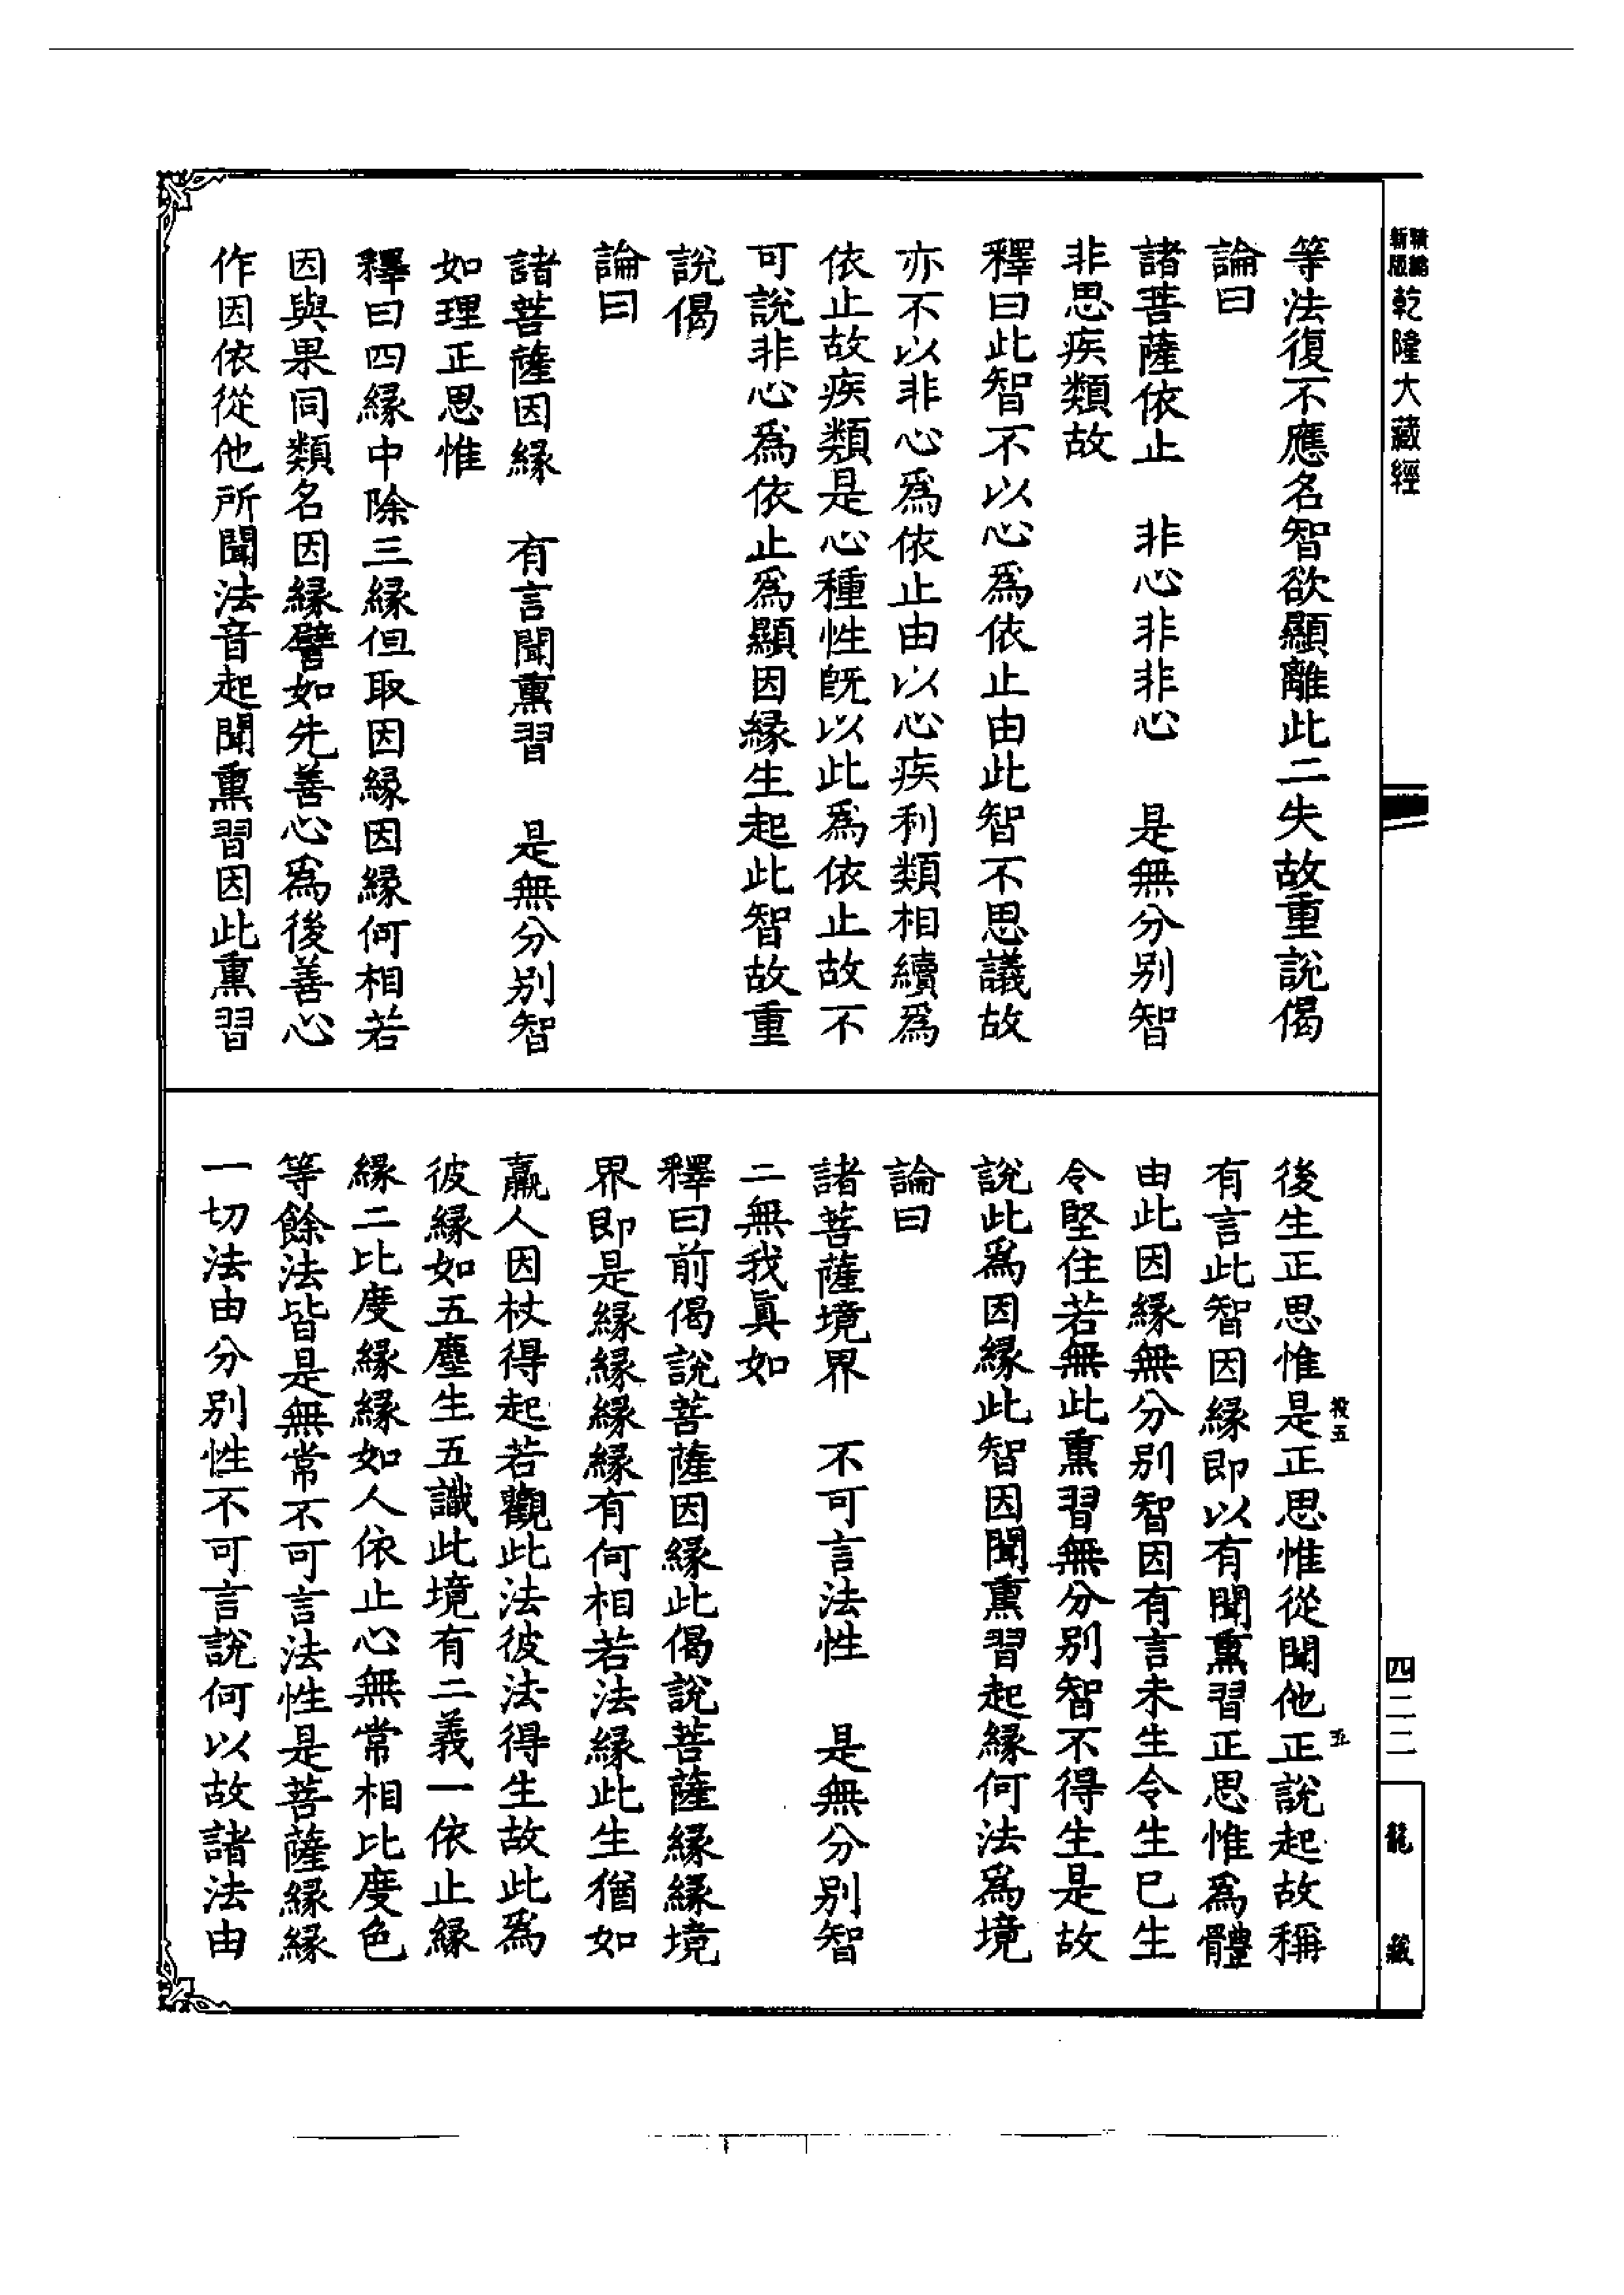 新版
精縮
乾隆大藏經
等法復不應名智欲顯離此二失故重說偈
論曰
諸菩薩依止　非心非非心　是無分別智
非思疾類故
釋曰此智不以心爲依止由此智不思議故
亦不以非心爲依止由以心疾利類相續爲
依止故疾類是心種性旣以此爲依止故不
可說非心爲依止爲顯因緣生起此智故重
說偈
論曰
諸菩薩因緣　有言聞熏習　是無分別智
如理正思惟
釋曰四緣中除三緣但取因緣因緣何相若
因與果同類名因緣譬如先善心爲後善心
作因依從他所聞法音起聞熏習因此熏習
後生正思惟是正思惟從聞他正說起故稱
有言此智因緣即以有聞熏習正思惟爲體
由此因緣無分別智因有言未生令生已生
令堅住若無此熏習無分別智不得生是故
說此爲因緣此智因聞熏習起緣何法爲境
論曰
諸菩薩境界　不可言法性　是無分別智
二無我眞如
釋曰前偈說菩薩因緣此偈說菩薩緣緣境
界即是緣緣緣緣有何相若法緣此生猶如
羸人因杖得起若觀此法彼法得生故此爲
彼緣如五塵生五識此境有二義一依止緣
緣二比度緣緣如人依止心無常相比度色
等餘法皆是無常不可言法性是菩薩緣緣
一切法由分別性不可言說何以故諸法由
五
四二二
龍藏